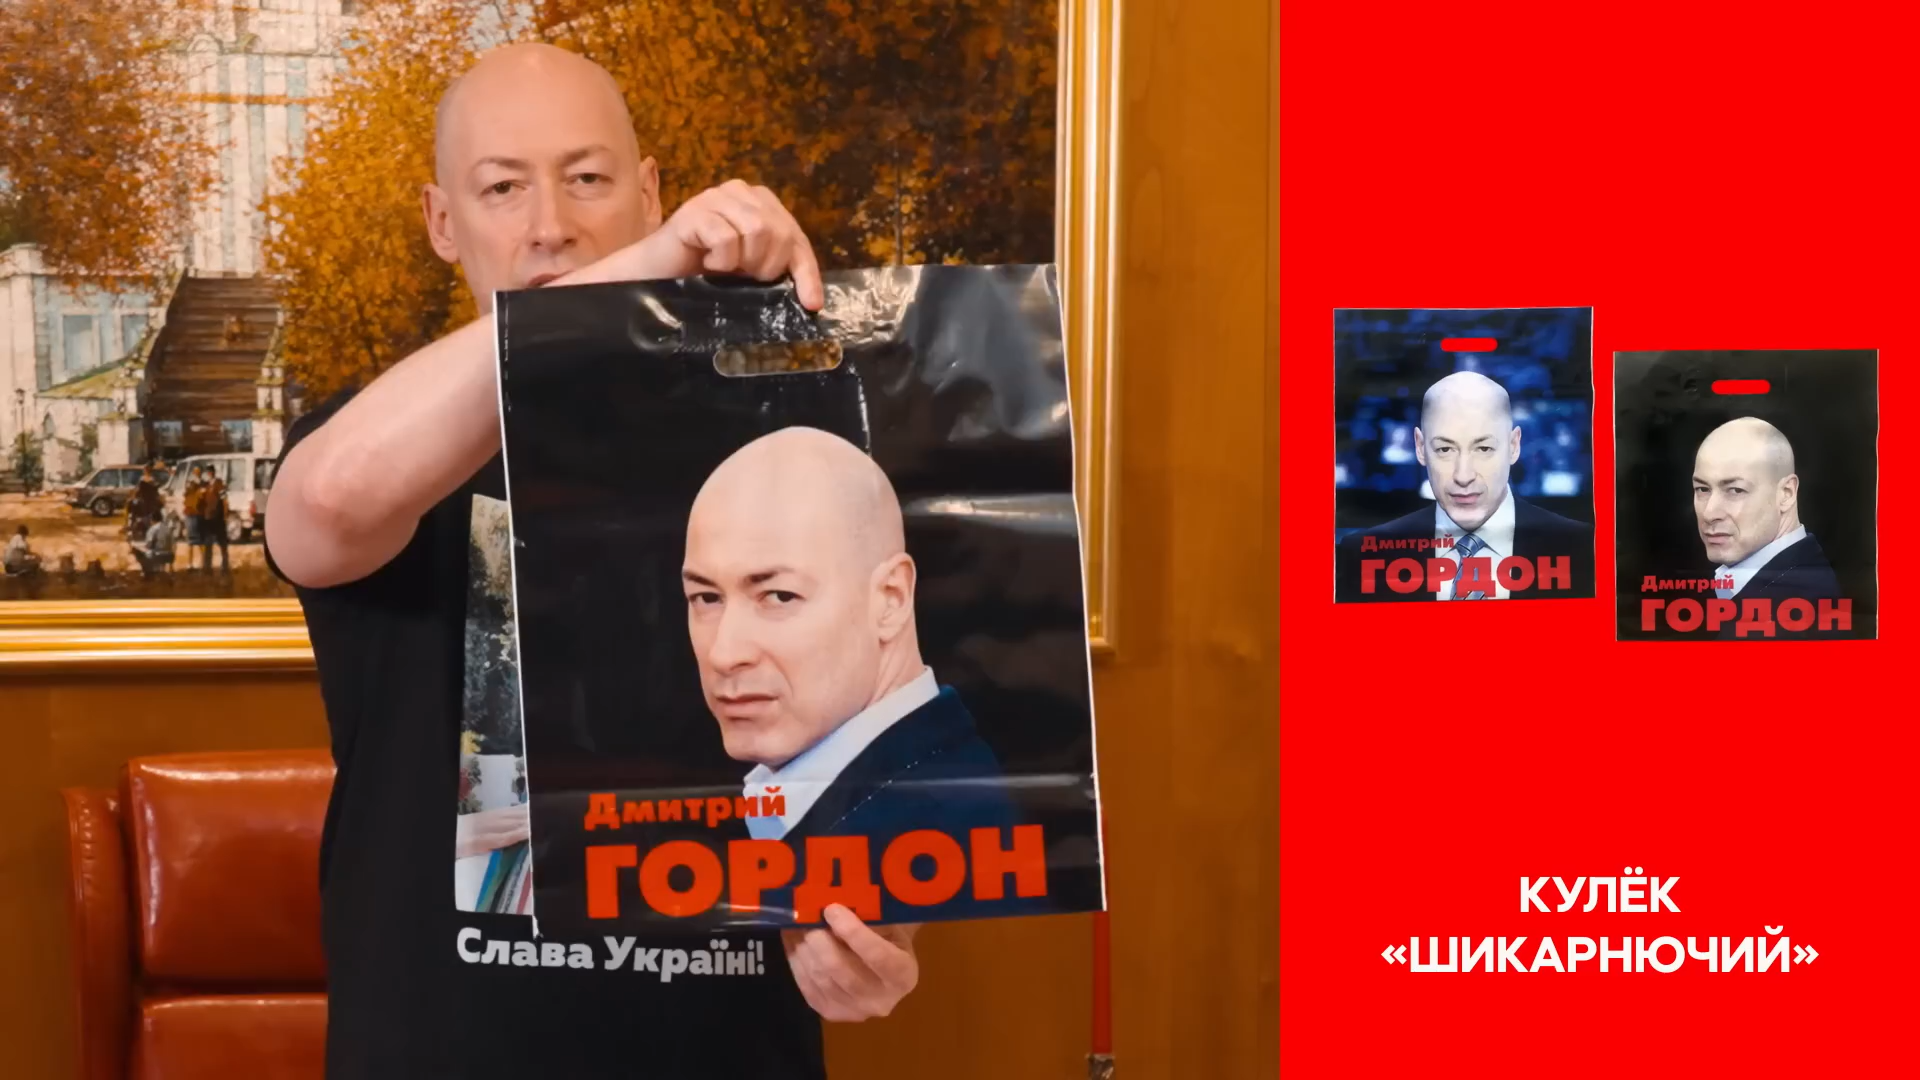 Дмитрий
ГОРДОН
Слава Україні!
Дмитрий
ГОРДОН
Дмитрий
ГОРДОН
КУЛЁК
«ШИКАРНЮЧИЙ»